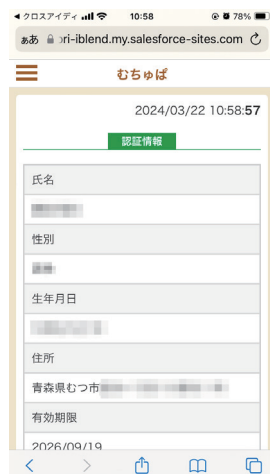 クロスアイディ 10:58 78%
ぁあ ori-iblend.my.salesforce-sites.com
むちゅぱ
2024/03/22 10:58:57
認証情報
氏名
性別
生年月日
住所
青森県むつ市
有効期限
2026/09/19